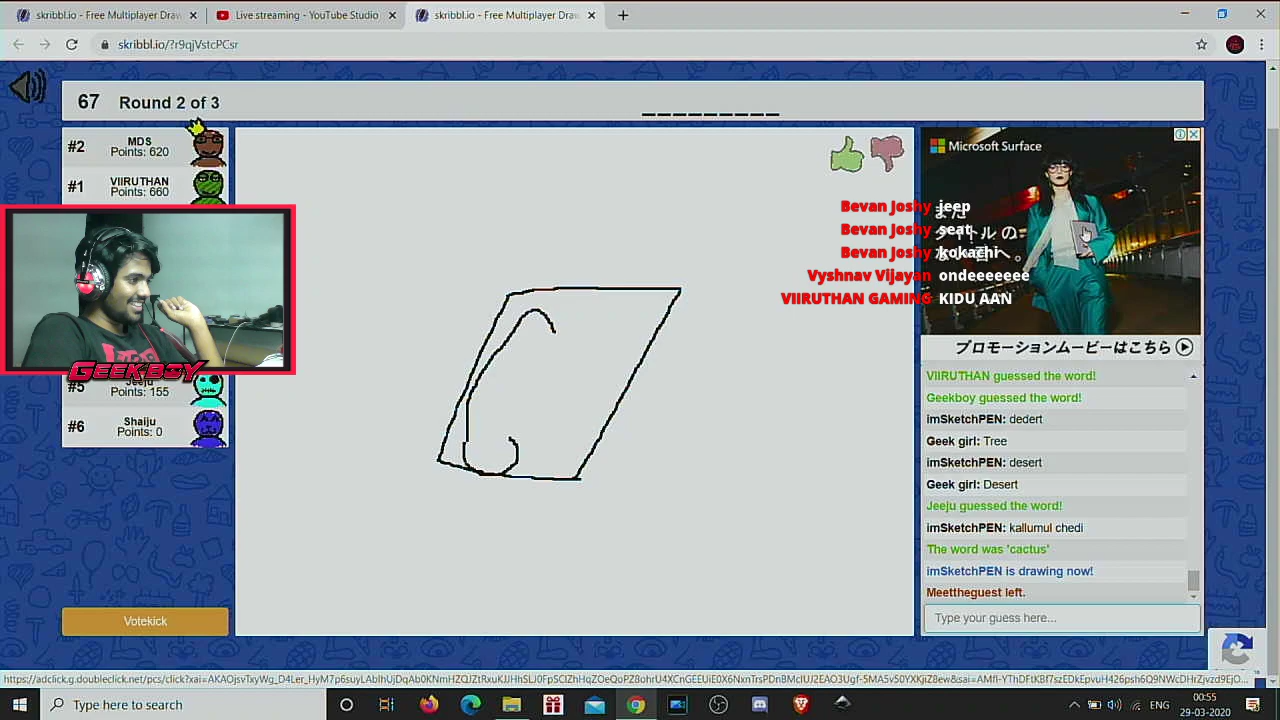 skribbl.io - Free Multiplayer Draw
Live streaming - YouTube Studio
skribbl.io - Free Multiplayer Draw
skribbl.io/?r9qjVstcPCsr
67 Round 2 of 3
_________
#2 MDS
Points: 620
#1 VIIRUTHAN
Points: 660
GEEKBOY
#5 Jeeju
Points: 155
#6 Shaiju
Points: 0
Votekick
Microsoft Surface
Bevan Joshy jeep
Bevan Joshy seat
Bevan Joshy kokachi
Vyshnav Vijayan ondeeeeeee
VIIRUTHAN GAMING KIDU AAN
プロモーションムービーはこちら
VIIRUTHAN guessed the word!
Geekboy guessed the word!
imSketchPEN: dedert
Geek girl: Tree
imSketchPEN: desert
Geek girl: Desert
Jeeju guessed the word!
imSketchPEN: kallumul chedi
The word was 'cactus'
imSketchPEN is drawing now!
Meettheguest left.
Type your guess here...
Type here to search
ENG
00:55
29-03-2020